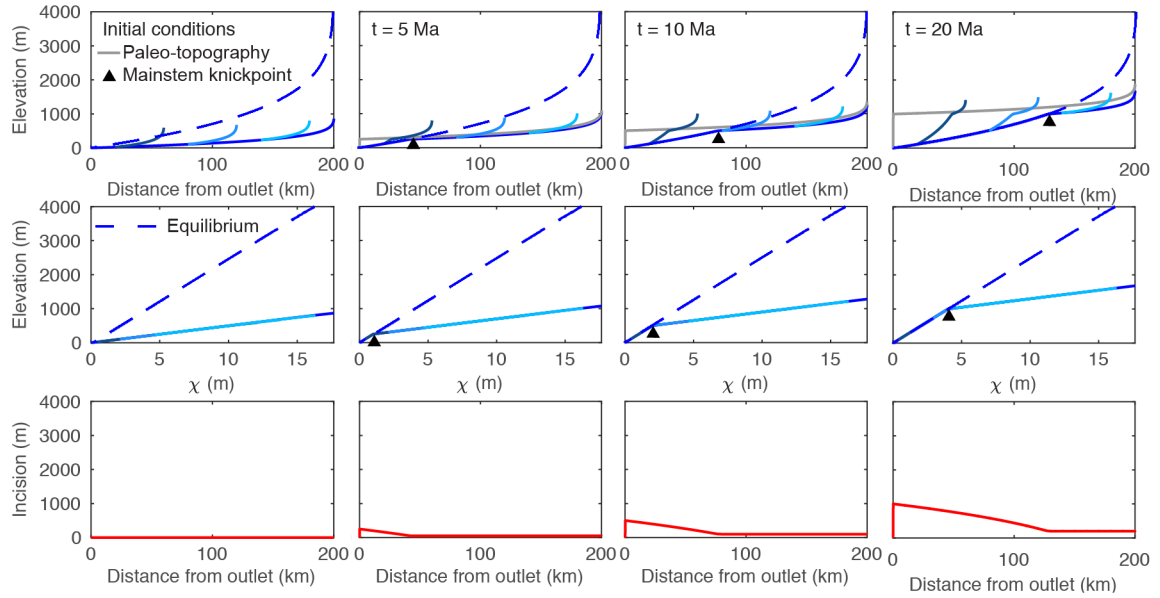 Initial conditions
Paleo-topography
Mainstem knickpoint
t = 5 Ma
t = 10 Ma
t = 20 Ma
Elevation (m)
4000
3000
2000
1000
0
0 100 200
0 100 200
0 100 200
0 100 200
Distance from outlet (km)
Distance from outlet (km)
Distance from outlet (km)
Distance from outlet (km)
Equilibrium
Elevation (m)
4000
3000
2000
1000
0
0 5 10 15
0 5 10 15
0 5 10 15
0 5 10 15
χ (m)
χ (m)
χ (m)
χ (m)
Incision (m)
4000
3000
2000
1000
0
0 100 200
0 100 200
0 100 200
0 100 200
Distance from outlet (km)
Distance from outlet (km)
Distance from outlet (km)
Distance from outlet (km)